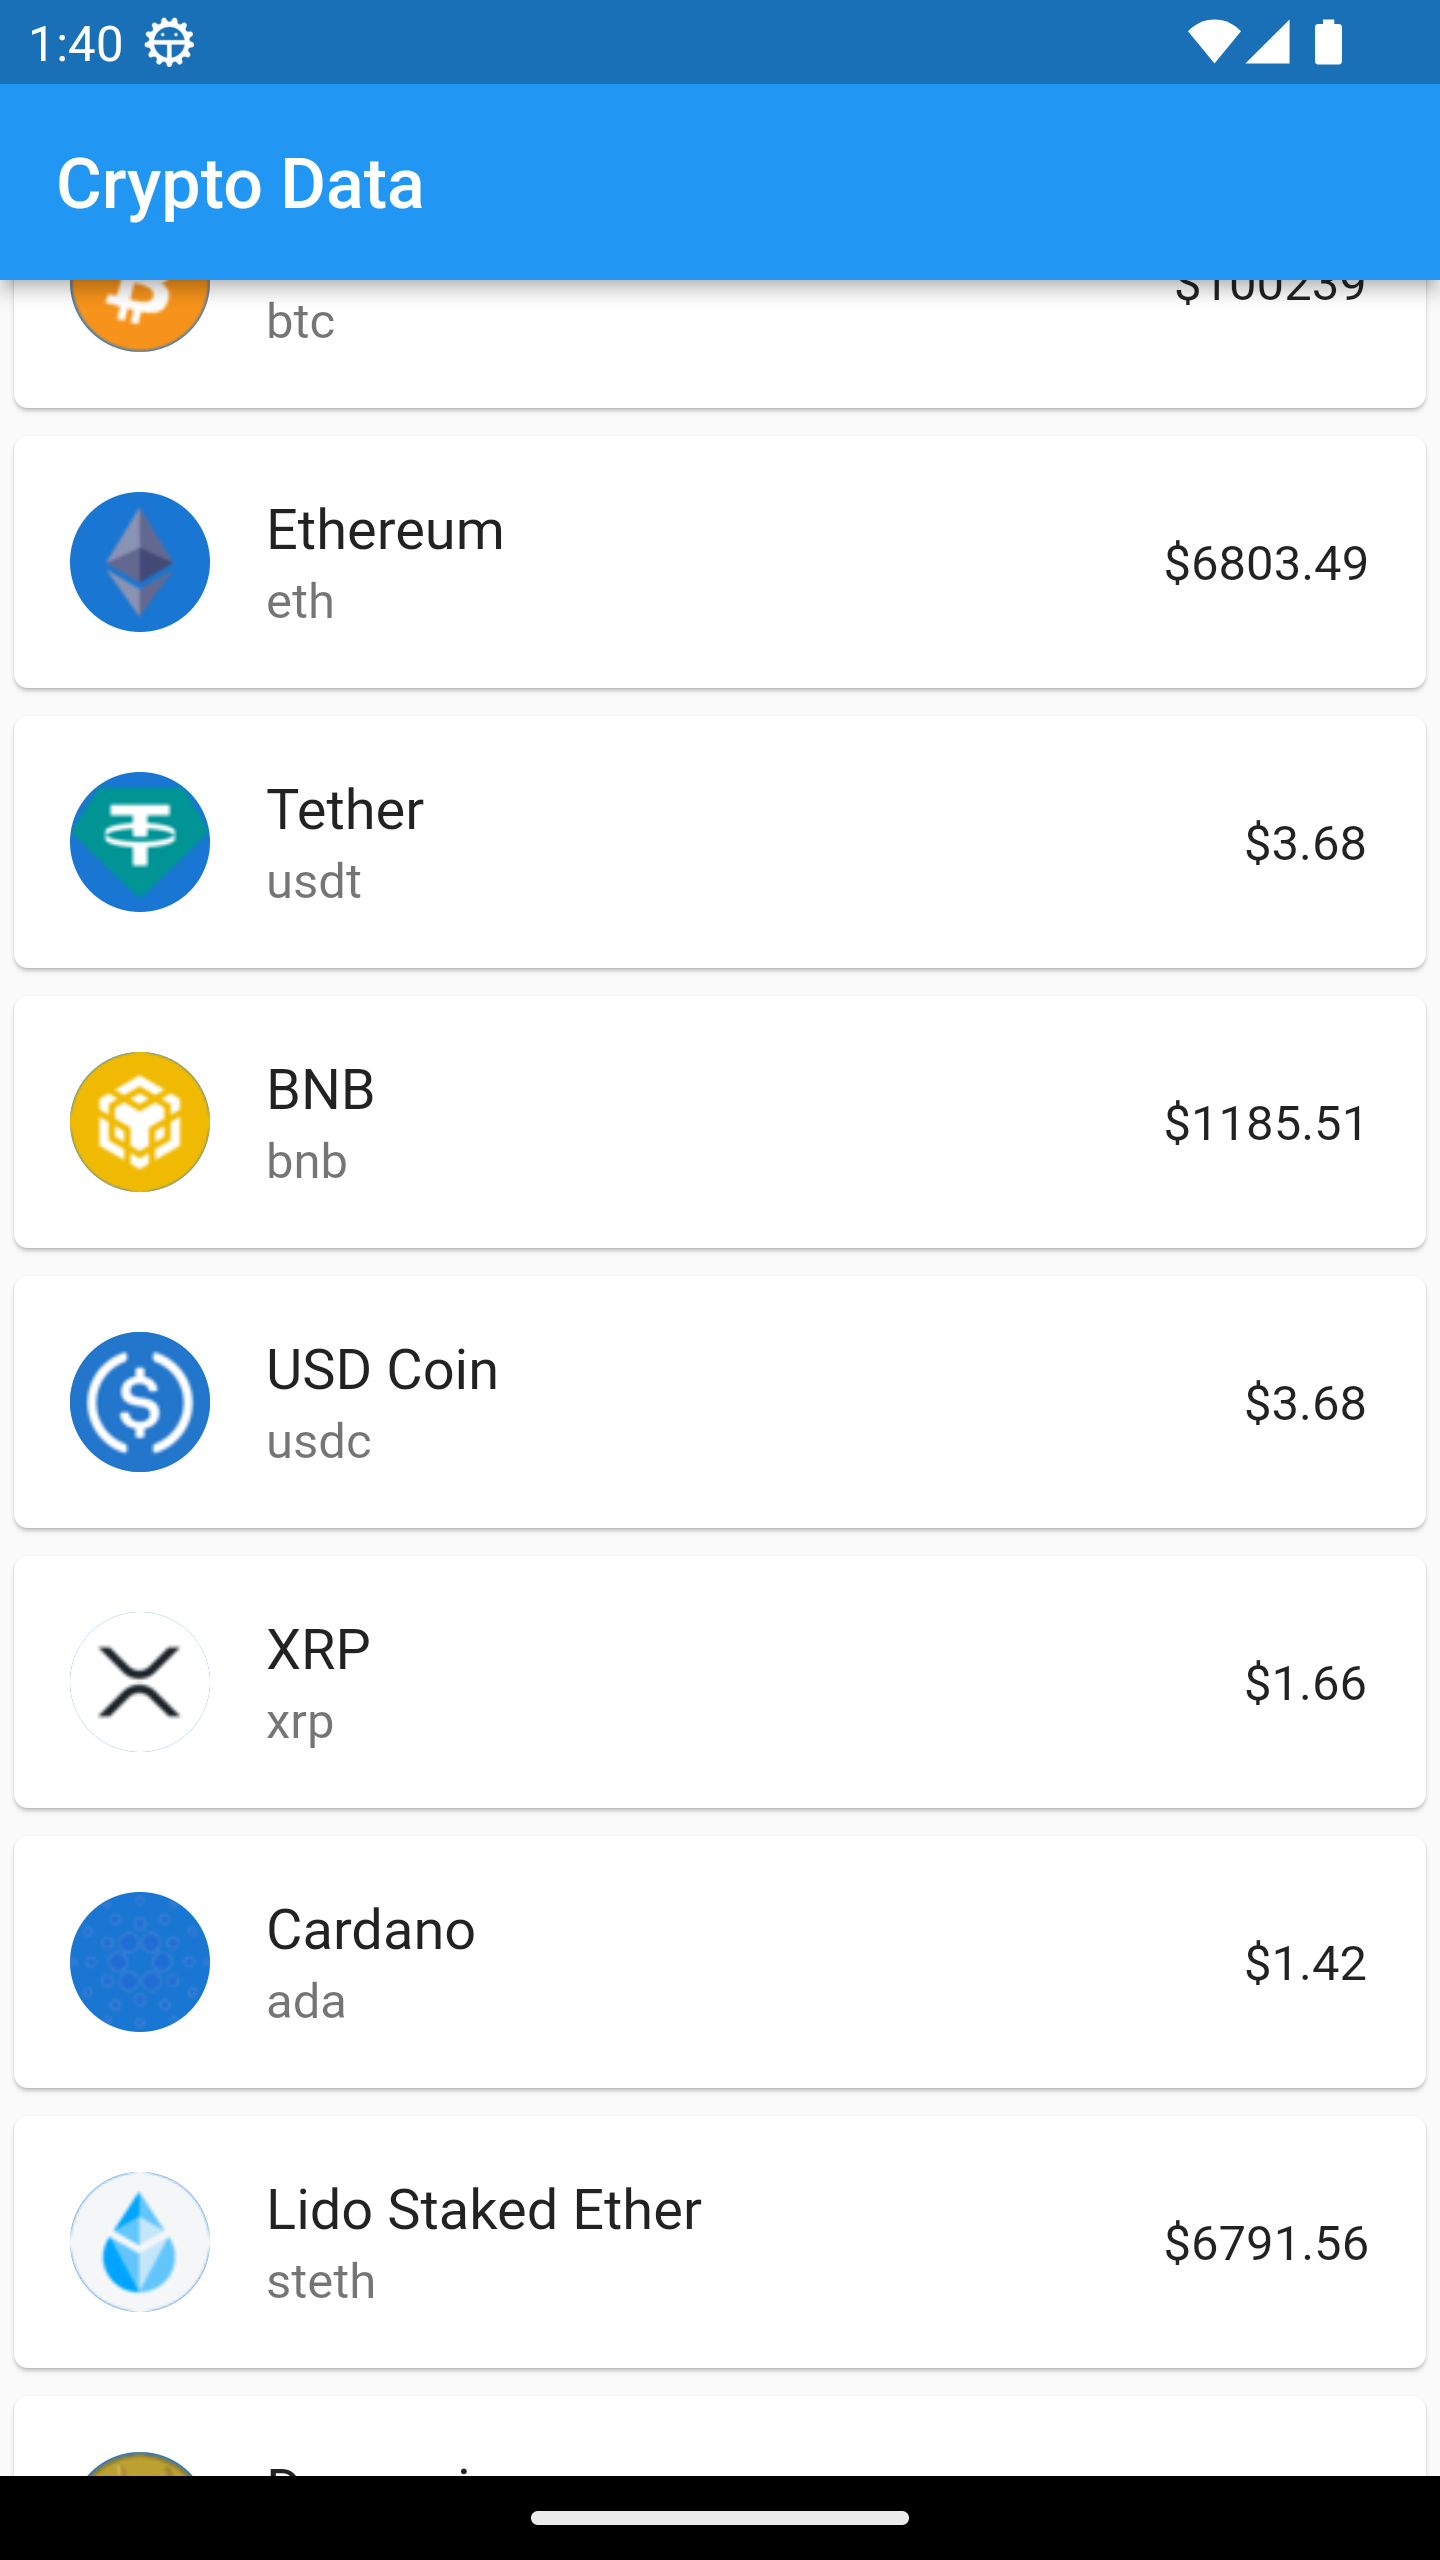 1:40
Crypto Data
btc
$100239
Ethereum
eth
$6803.49
Tether
usdt
$3.68
BNB
bnb
$1185.51
USD Coin
usdc
$3.68
XRP
xrp
$1.66
Cardano
ada
$1.42
Lido Staked Ether
steth
$6791.56